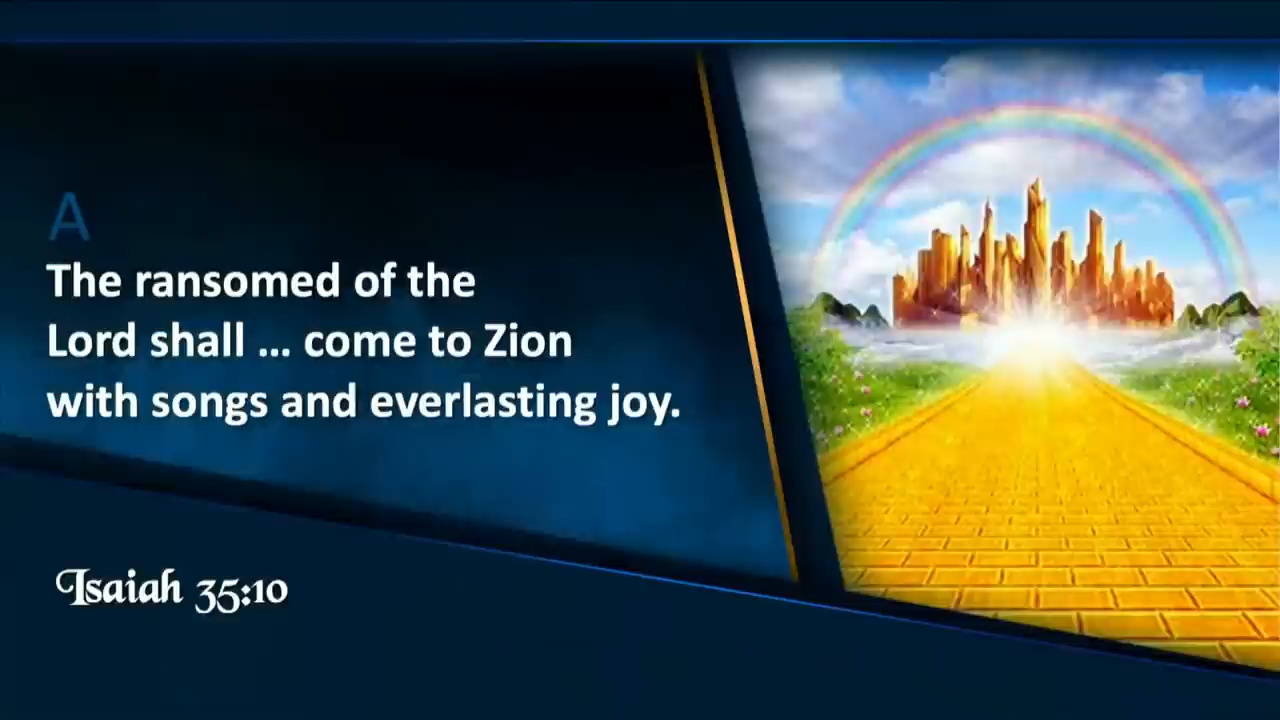 A
The ransomed of the
Lord shall ... come to Zion
with songs and everlasting joy.
Isaiah 35:10